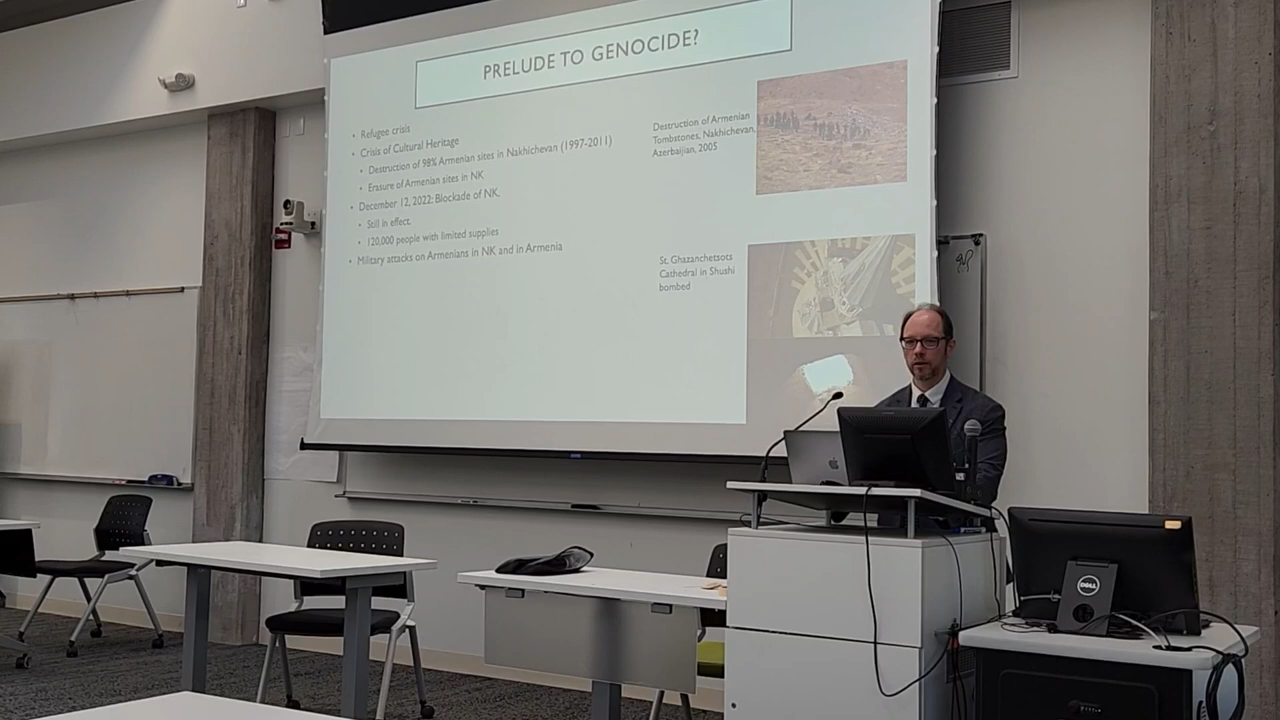 PRELUDE TO GENOCIDE?
• Refugee crisis
• Crisis of Cultural Heritage
• Destruction of 98% Armenian sites in Nakhichevan (1997-2011)
• Erasure of Armenian sites in NK
• December 12, 2022: Blockade of NK.
• Still in effect.
• 120,000 people with limited supplies
• Military attacks on Armenians in NK and in Armenia
Destruction of Armenian
Tombstones, Nakhichevan,
Azerbaijian, 2005
St. Ghazanchetsots
Cathedral in Shushi
bombed
DELL